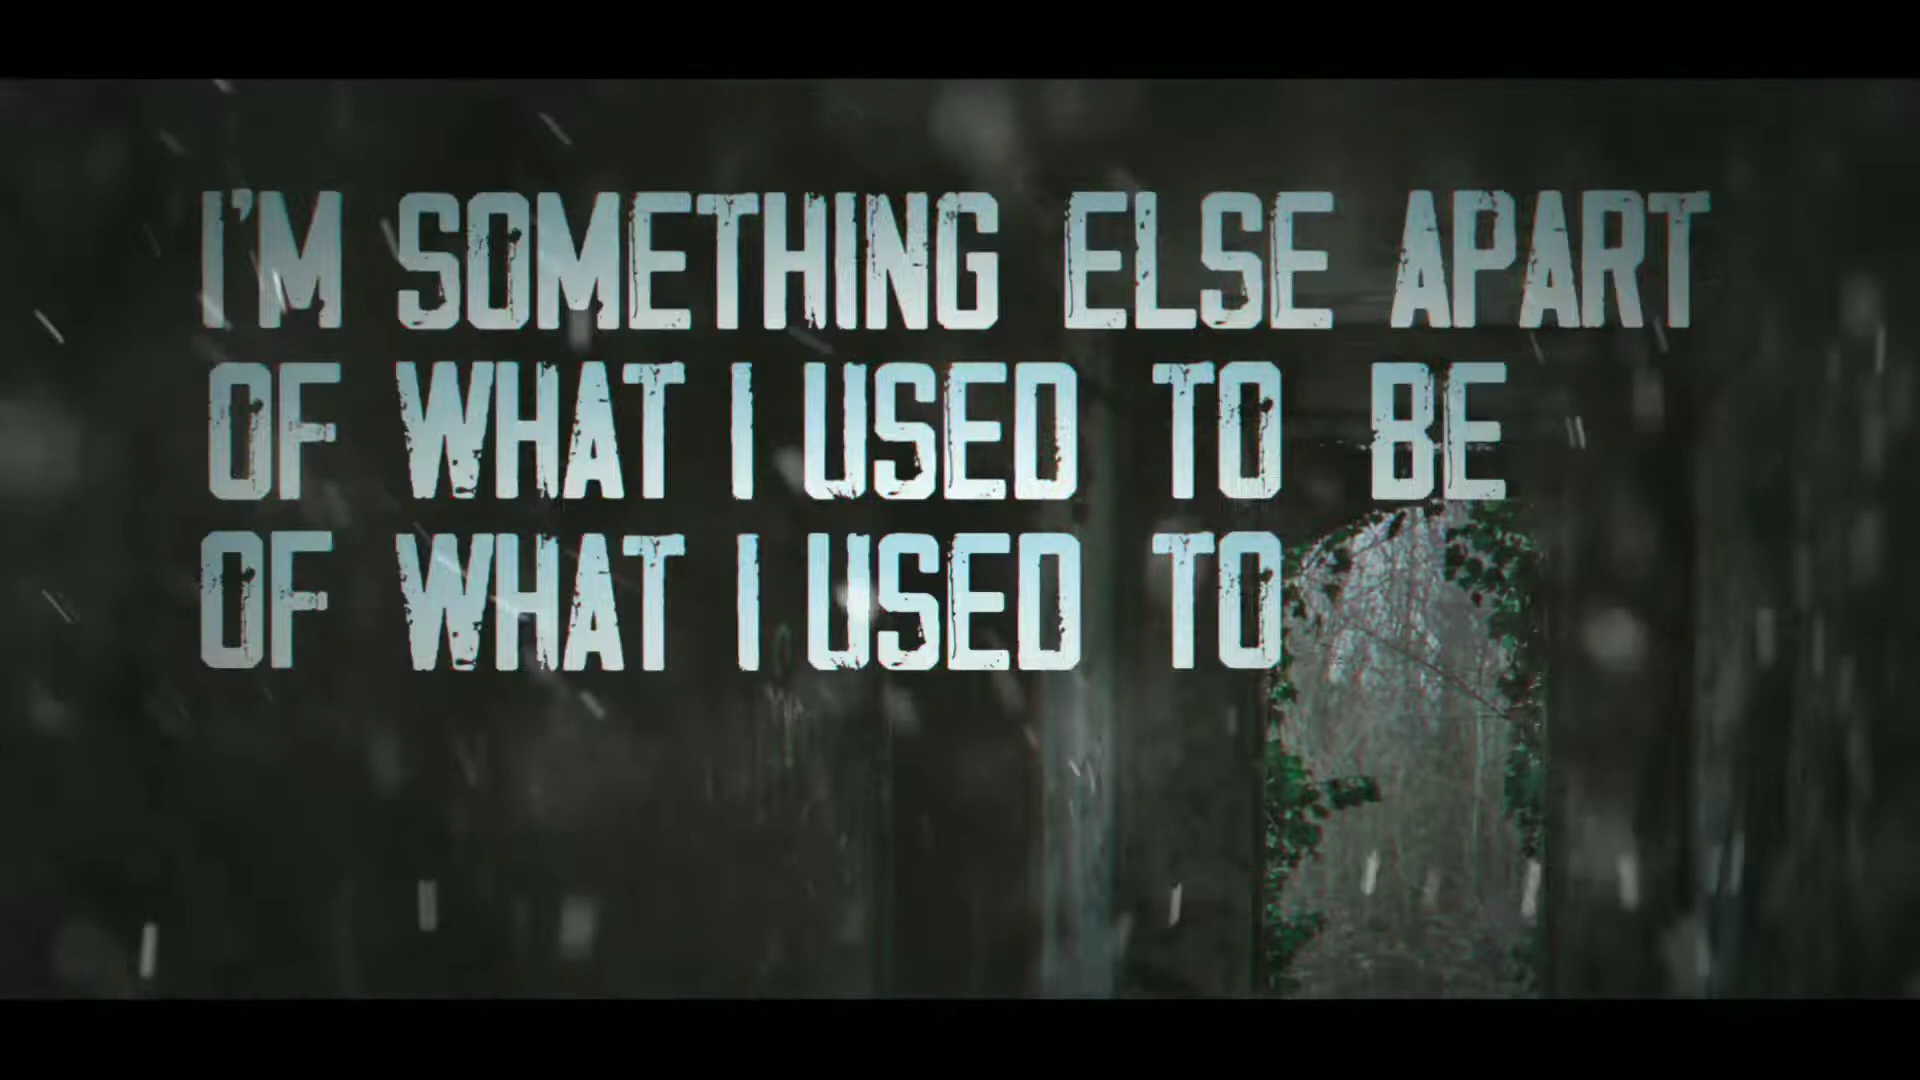 I'M SOMETHING ELSE APART
OF WHAT I USED TO BE
OF WHAT I USED TO